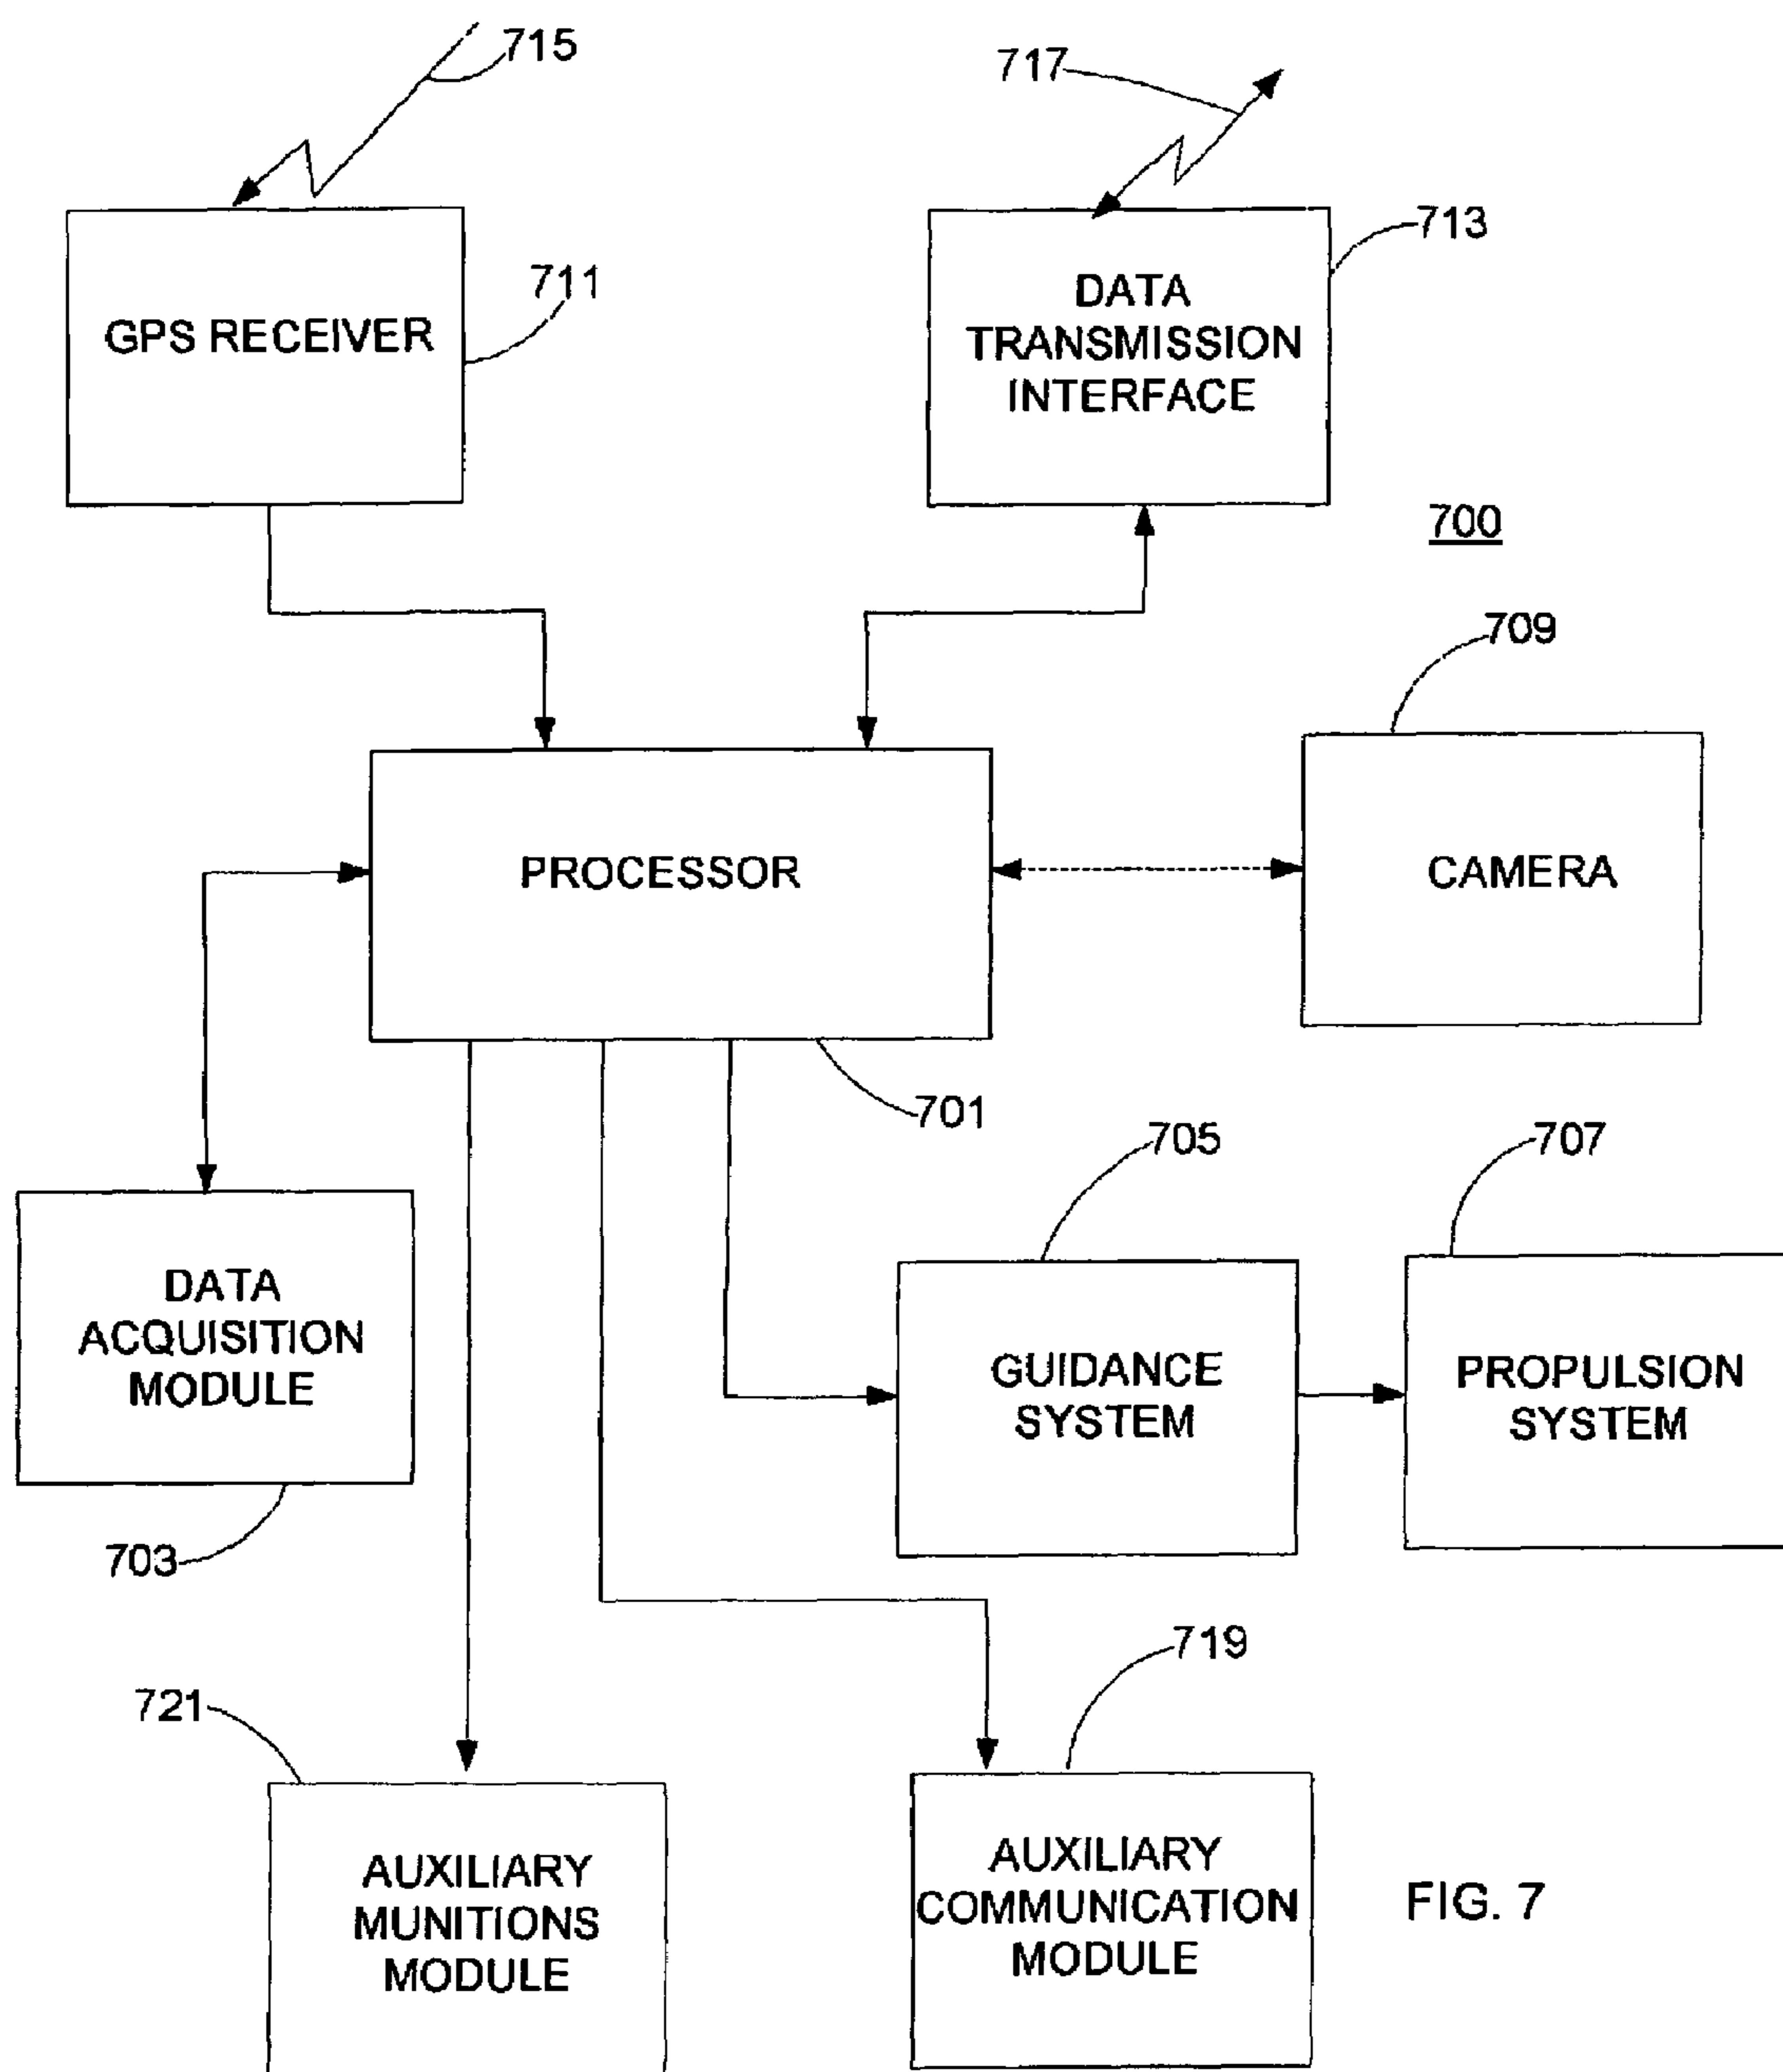 715
717
713
GPS RECEIVER
711
DATA
TRANSMISSION
INTERFACE
700
709
PROCESSOR
CAMERA
701
705
707
DATA
ACQUISITION
MODULE
GUIDANCE
SYSTEM
PROPULSION
SYSTEM
703
719
721
AUXILIARY
MUNITIONS
MODULE
AUXILIARY
COMMUNICATION
MODULE
FIG. 7